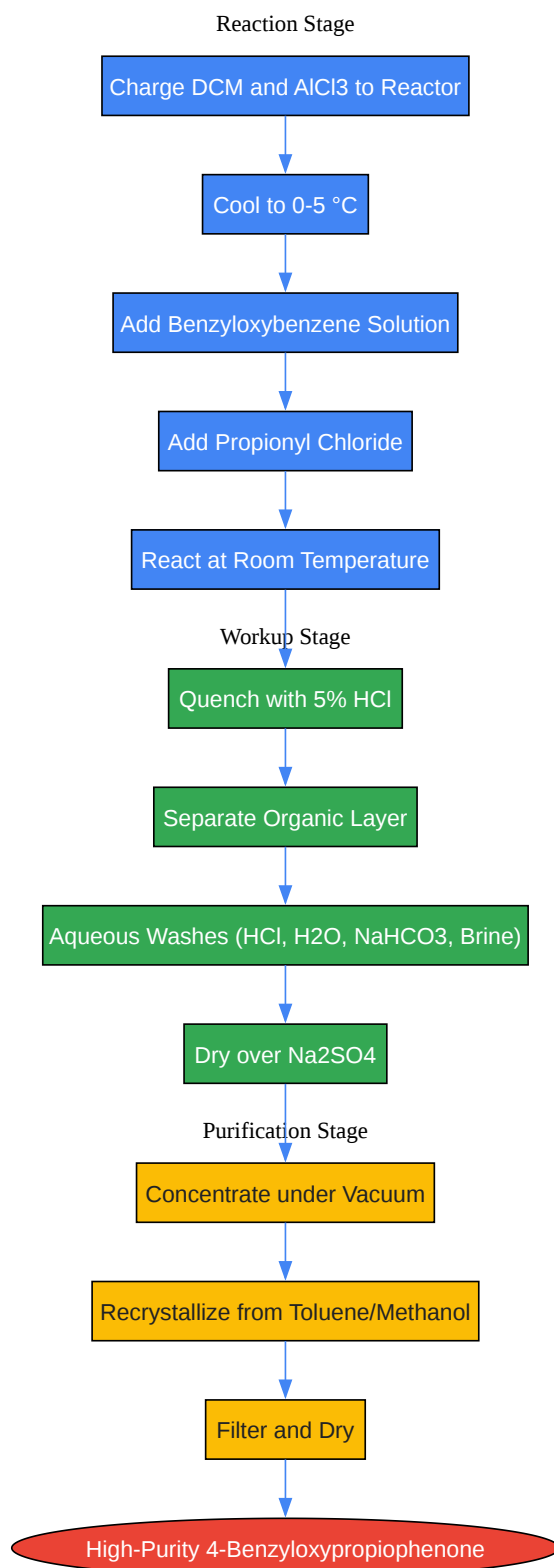 Reaction Stage
Charge DCM and AlCl3 to Reactor
Cool to 0-5 °C
Add Benzyloxybenzene Solution
Add Propionyl Chloride
React at Room Temperature
Workup Stage
Quench with 5% HCl
Separate Organic Layer
Aqueous Washes (HCl, H2O, NaHCO3, Brine)
Dry over Na2SO4
Purification Stage
Concentrate under Vacuum
Recrystallize from Toluene/Methanol
Filter and Dry
High-Purity 4-Benzyloxypropiophenone